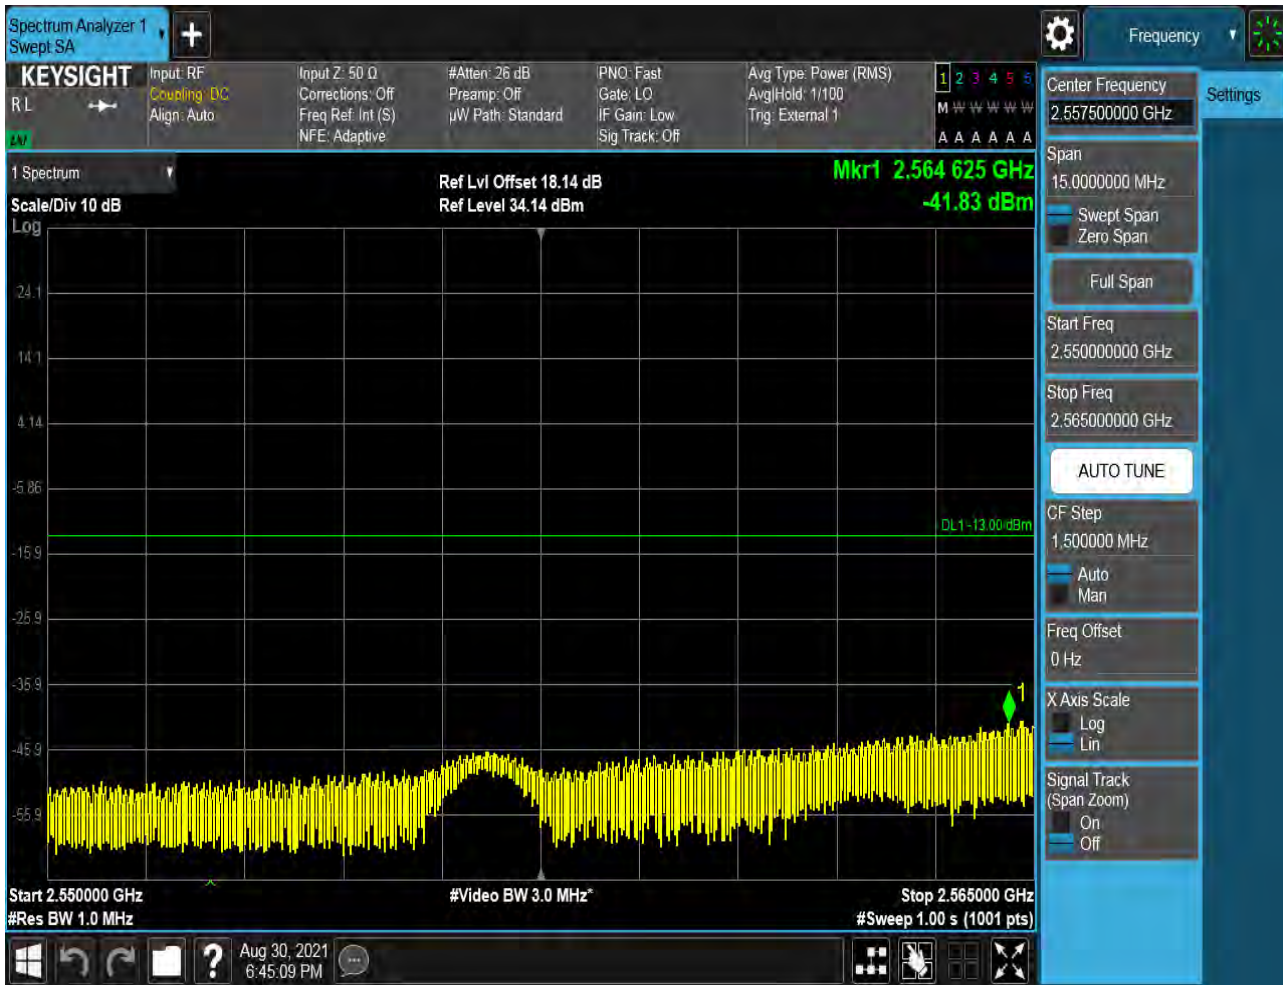 Spectrum Analyzer 1
Swept SA
Frequency
KEYSIGHT
Input: RF
Input Z: 50 Ω
#Atten: 26 dB
PNO: Fast
Avg Type: Power (RMS)
1 2 3 4 5 6
R L
Coupling: DC
Corrections: Off
Preamp: Off
Gate: LO
Avg|Hold: 1/100
M W W W W W
Align: Auto
Freq Ref: Int (S)
µW Path: Standard
IF Gain: Low
Trig: External 1
NFE: Adaptive
Sig Track: Off
A A A A A A
1 Spectrum
Ref Lvl Offset 18.14 dB
Mkr1 2.564 625 GHz
Scale/Div 10 dB
Ref Level 34.14 dBm
-41.83 dBm
Log
24.1
14.1
4.14
-5.86
DL1 -13.00 dBm
-15.9
-25.9
-35.9
1
-45.9
-55.9
Start 2.550000 GHz
#Video BW 3.0 MHz*
Stop 2.565000 GHz
#Res BW 1.0 MHz
#Sweep 1.00 s (1001 pts)
Aug 30, 2021
6:45:09 PM
Center Frequency
2.557500000 GHz
Settings
Span
15.0000000 MHz
Swept Span
Zero Span
Full Span
Start Freq
2.550000000 GHz
Stop Freq
2.565000000 GHz
AUTO TUNE
CF Step
1.500000 MHz
Auto
Man
Freq Offset
0 Hz
X Axis Scale
Log
Lin
Signal Track
(Span Zoom)
On
Off